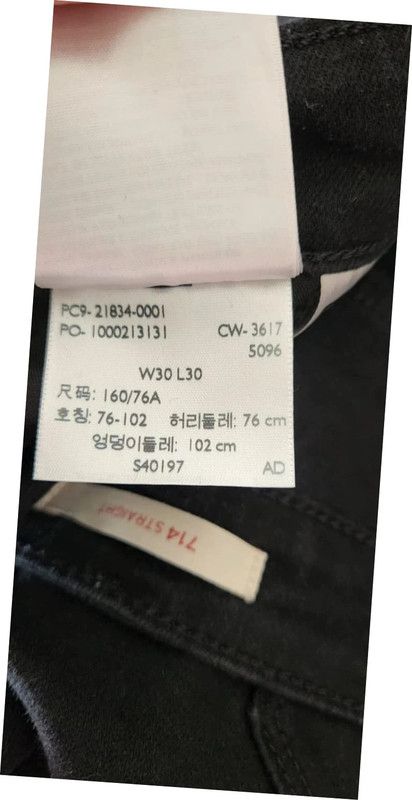 PC9- 21834-0001
PO- 1000213131 CW- 3617
5096
W30 L30
尺码: 160/76A
호칭: 76-102 허리둘레: 76 cm
엉덩이둘레: 102 cm
S40197 AD
714 STRAIGHT